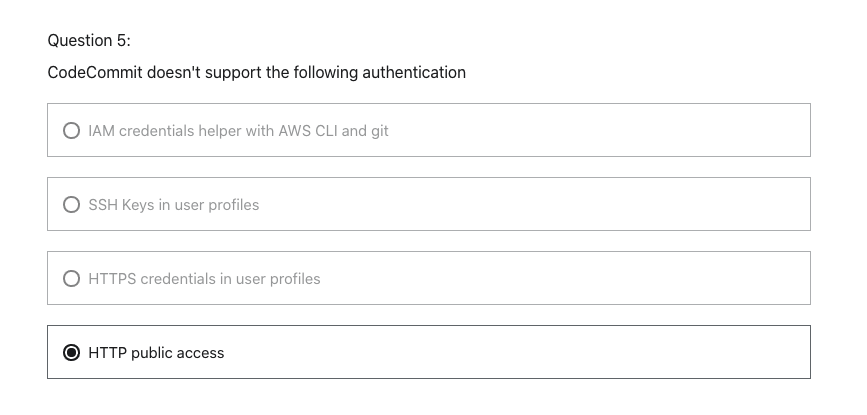 Question 5:
CodeCommit doesn't support the following authentication
IAM credentials helper with AWS CLI and git
SSH Keys in user profiles
HTTPS credentials in user profiles
HTTP public access